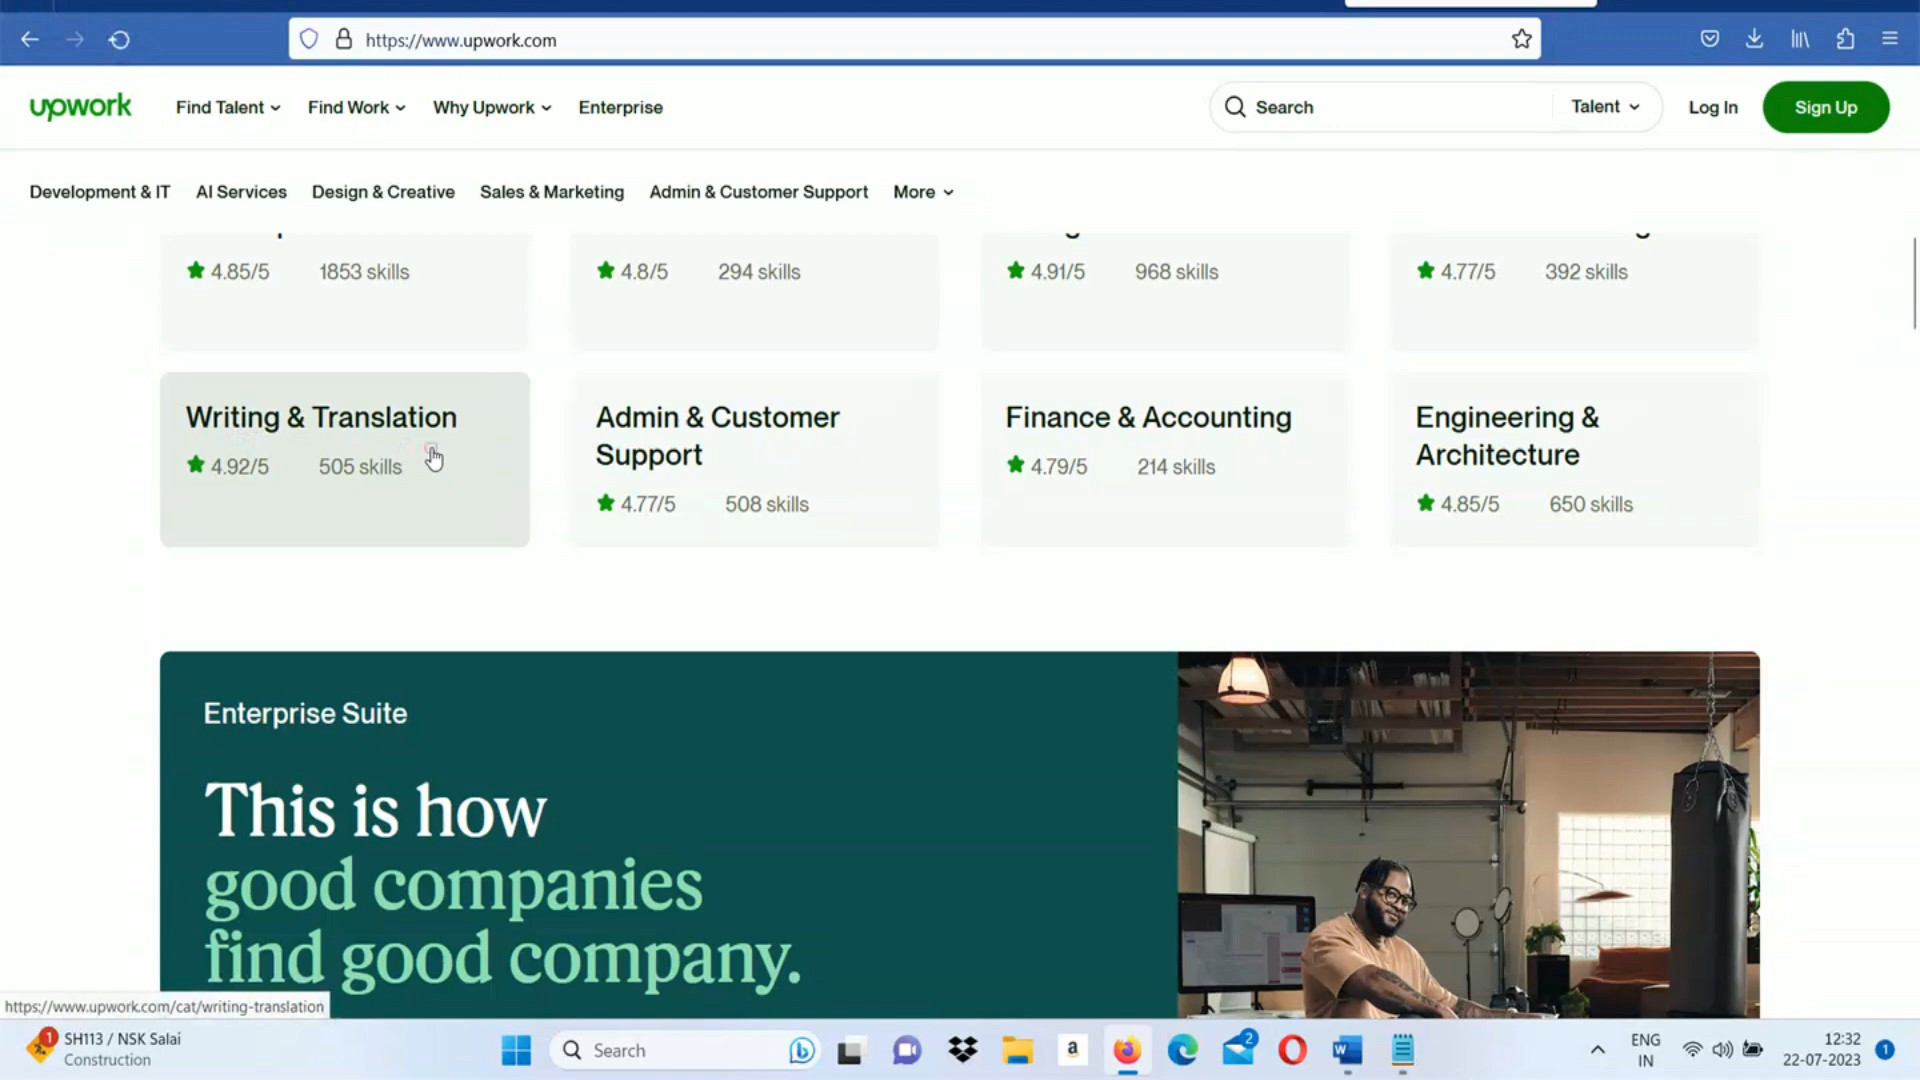 https://www.upwork.com
upwork
Find Talent
Find Work
Why Upwork
Enterprise
Search
Talent
Log In
Sign Up
Development & IT
AI Services
Design & Creative
Sales & Marketing
Admin & Customer Support
More
4.85/5 1853 skills
4.8/5 294 skills
4.91/5 968 skills
4.77/5 392 skills
Writing & Translation
4.92/5 505 skills
Admin & Customer
Support
4.77/5 508 skills
Finance & Accounting
4.79/5 214 skills
Engineering &
Architecture
4.85/5 650 skills
Enterprise Suite
This is how
good companies
find good company.
https://www.upwork.com/cat/writing-translation
1
SH113 / NSK Salai
Construction
Search
b
a
2
W
ENG
IN
12:32
22-07-2023
1